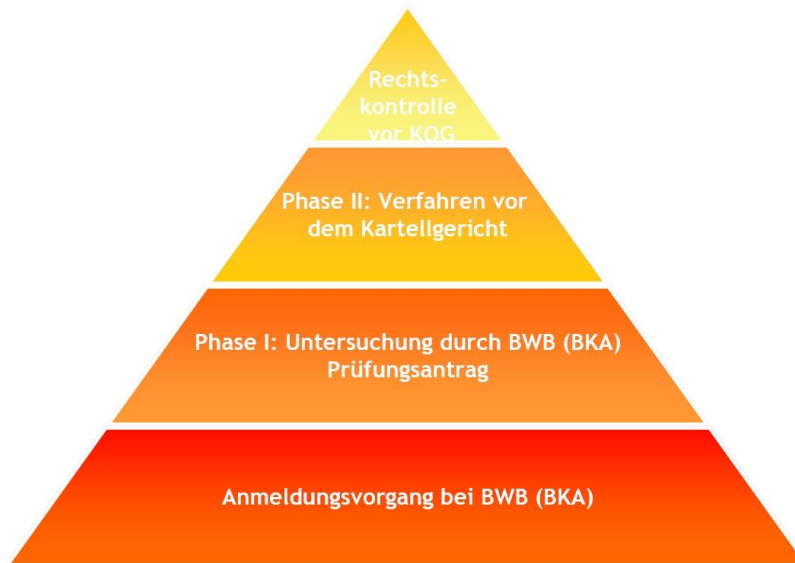 Rechts-
kontrolle
vor KOG
Phase II: Verfahren vor
dem Kartellgericht
Phase I: Untersuchung durch BWB (BKA)
Prüfungsantrag
Anmeldungsvorgang bei BWB (BKA)